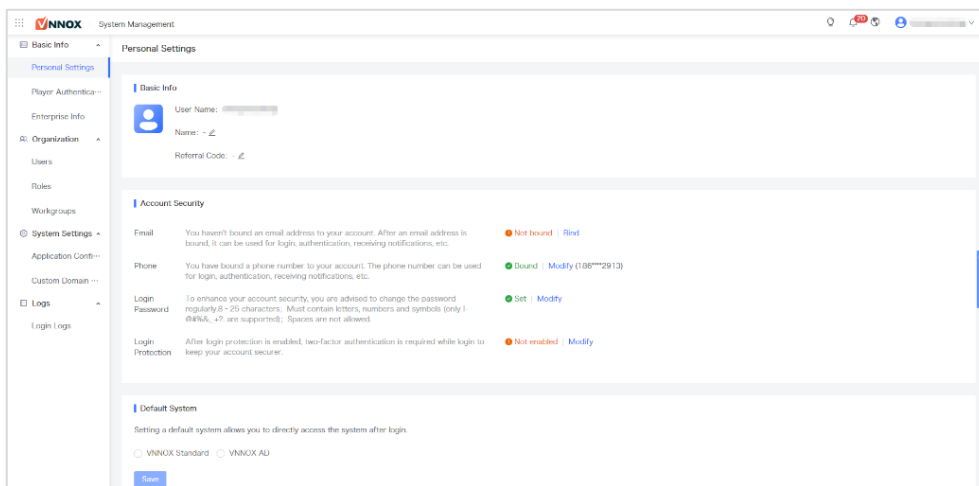 VNNOX System Management 20
Basic Info
Personal Settings
Player Authentica···
Enterprise Info
Organization
Users
Roles
Workgroups
System Settings
Application Confi···
Custom Domain ···
Logs
Login Logs
Personal Settings
Basic Info
User Name:
Name: -
Referral Code: -
Account Security
Email You haven't bound an email address to your account. After an email address is Not bound | Bind
bound, it can be used for login, authentication, receiving notifications, etc.
Phone You have bound a phone number to your account. The phone number can be used Bound | Modify (186****2913)
for login, authentication, receiving notifications, etc.
Login To enhance your account security, you are advised to change the password Set | Modify
Password regularly.8 - 25 characters; Must contain letters, numbers and symbols (only !
@#%&_+?. are supported); Spaces are not allowed.
Login After login protection is enabled, two-factor authentication is required while login to Not enabled | Modify
Protection keep your account securer.
Default System
Setting a default system allows you to directly access the system after login.
VNNOX Standard VNNOX AD
Save